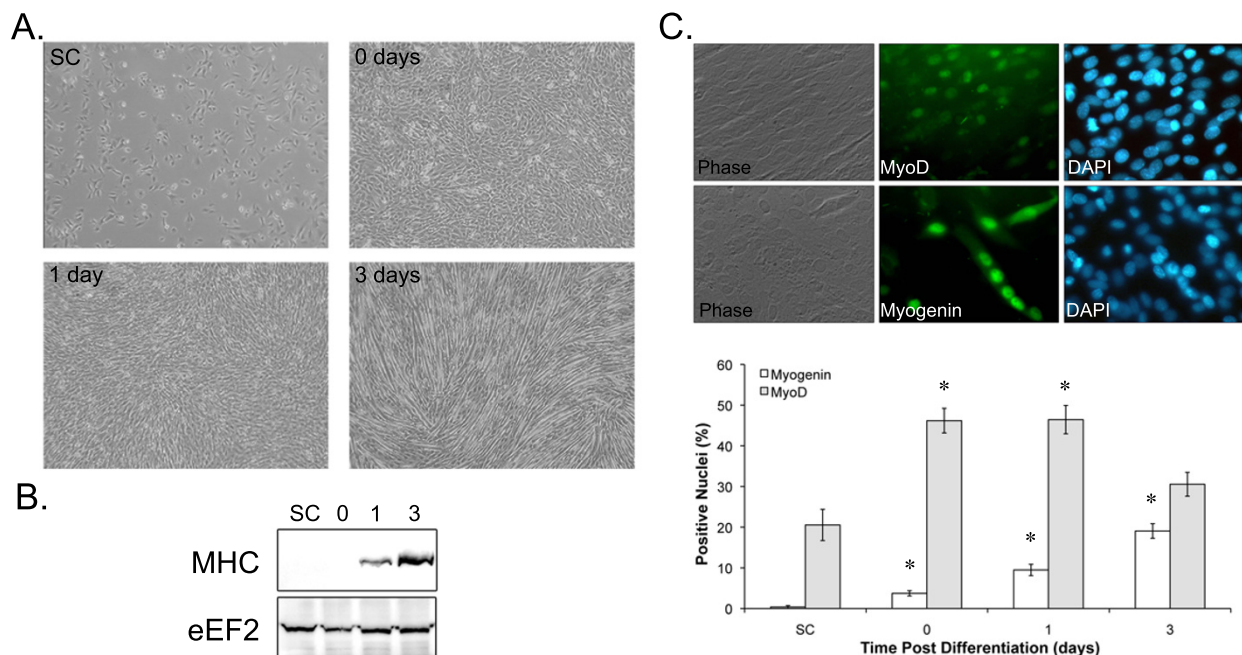 A.
SC
0 days
1 day
3 days
B.
SC 0 1 3
MHC
eEF2
C.
Phase
MyoD
DAPI
Phase
Myogenin
DAPI
Myogenin
MyoD
Positive Nuclei (%)
60
50
40
30
20
10
0
* * * * *
SC 0 1 3
Time Post Differentiation (days)